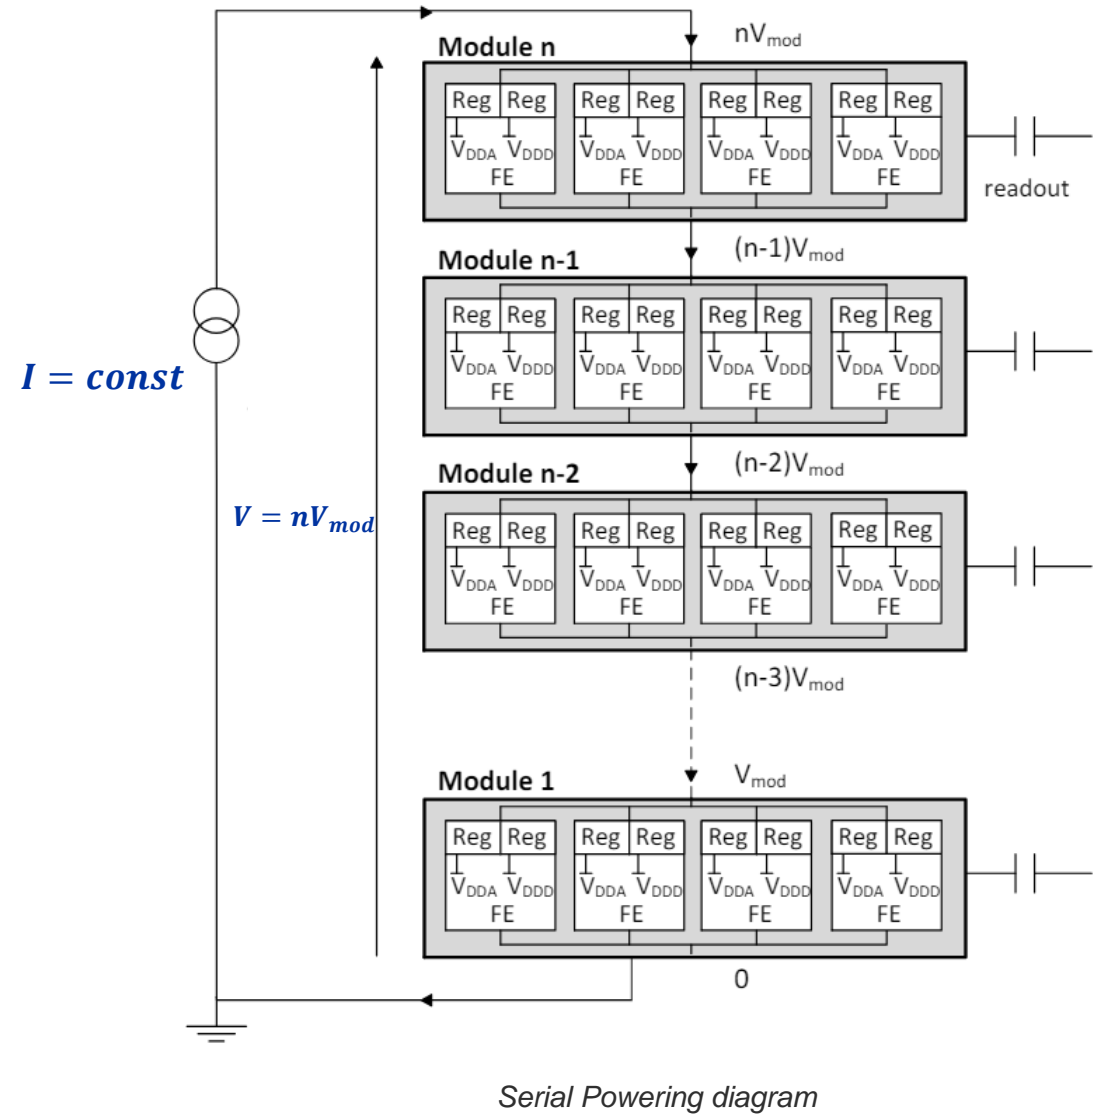 nV_mod
Module n
Reg Reg Reg Reg Reg Reg Reg Reg
V_DDA V_DDD V_DDA V_DDD V_DDA V_DDD V_DDA V_DDD
FE FE FE FE
readout
(n-1)V_mod
Module n-1
Reg Reg Reg Reg Reg Reg Reg Reg
V_DDA V_DDD V_DDA V_DDD V_DDA V_DDD V_DDA V_DDD
I = const
FE FE FE FE
(n-2)V_mod
Module n-2
V = nV_mod
Reg Reg Reg Reg Reg Reg Reg Reg
V_DDA V_DDD V_DDA V_DDD V_DDA V_DDD V_DDA V_DDD
FE FE FE FE
(n-3)V_mod
Module 1
V_mod
Reg Reg Reg Reg Reg Reg Reg Reg
V_DDA V_DDD V_DDA V_DDD V_DDA V_DDD V_DDA V_DDD
FE FE FE FE
0
Serial Powering diagram